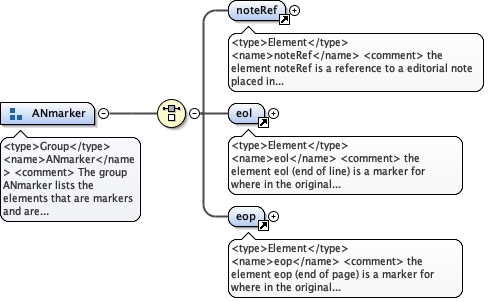 noteRef
<type>Element</type>
<name>noteRef</name> <comment> the
element noteRef is a reference to a editorial note
placed in...
ANmarker
<type>Group</type>
<name>ANmarker</name
> <comment> The group
ANmarker lists the
elements that are markers
and are...
eol
<type>Element</type>
<name>eol</name> <comment> the
element eol (end of line) is a marker for
where in the original...
eop
<type>Element</type>
<name>eop</name> <comment> the
element eop (end of page) is a marker for
where in the original...